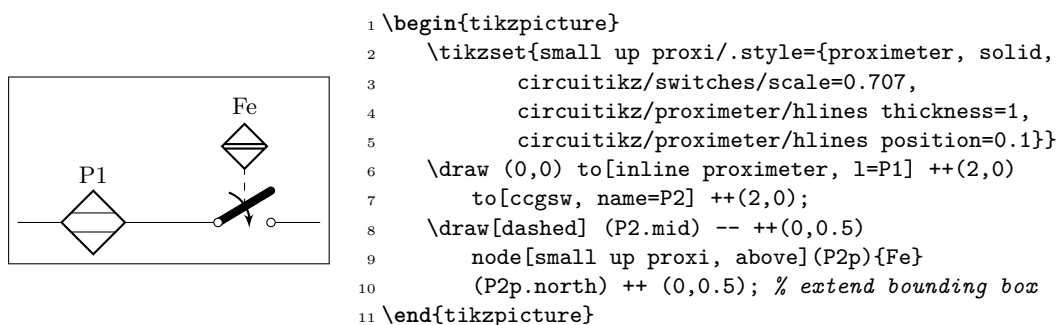 Fe
P1
1 \begin{tikzpicture}
2     \tikzset{small up proxi/.style={proximeter, solid,
3             circuitikz/switches/scale=0.707,
4             circuitikz/proximeter/hlines thickness=1,
5             circuitikz/proximeter/hlines position=0.1}}
6     \draw (0,0) to[inline proximeter, l=P1] ++(2,0)
7         to[ccgsw, name=P2] ++(2,0);
8     \draw[dashed] (P2.mid) -- ++(0,0.5)
9         node[small up proxi, above](P2p){Fe}
10         (P2p.north) ++ (0,0.5); % extend bounding box
11 \end{tikzpicture}